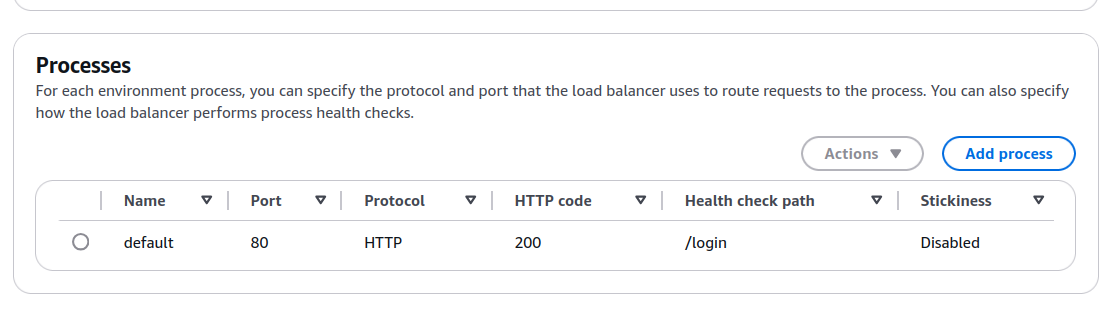 Processes
For each environment process, you can specify the protocol and port that the load balancer uses to route requests to the process. You can also specify
how the load balancer performs process health checks.
Actions
Add process
Name Port Protocol HTTP code Health check path Stickiness
default 80 HTTP 200 /login Disabled